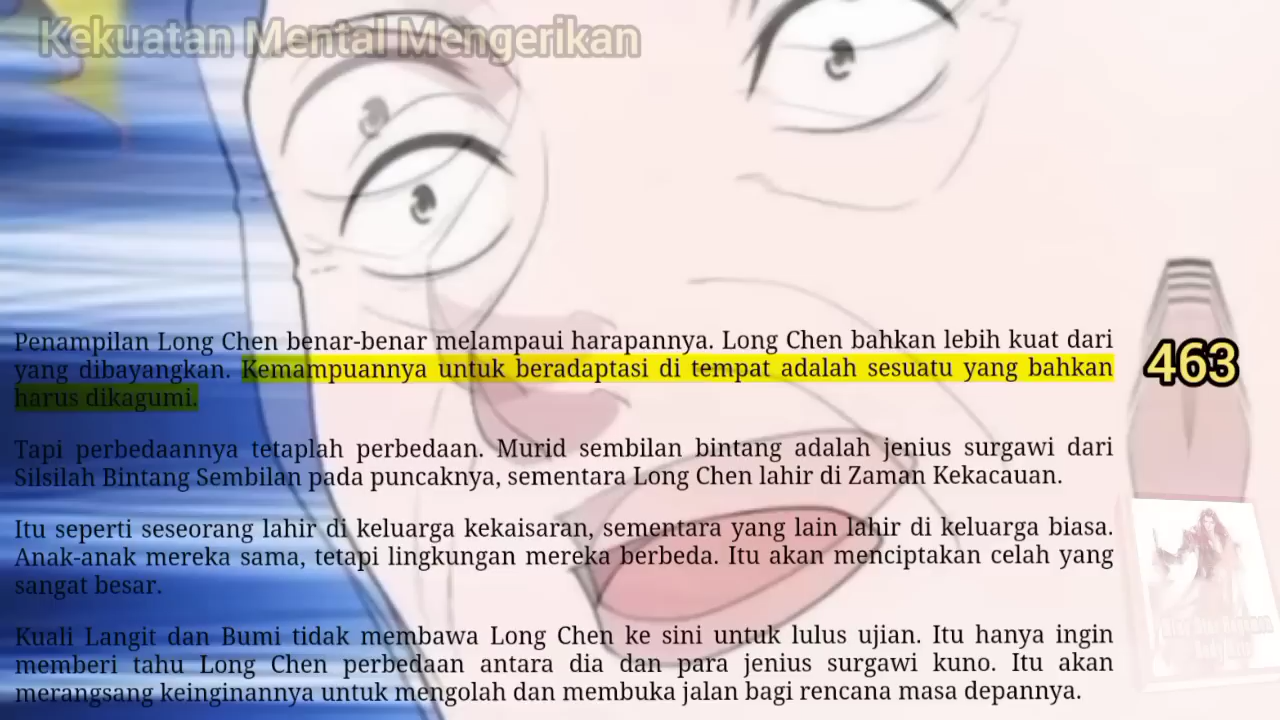 Kekuatan Mental Mengerikan
Penampilan Long Chen benar-benar melampaui harapannya. Long Chen bahkan lebih kuat dari
yang dibayangkan. Kemampuannya untuk beradaptasi di tempat adalah sesuatu yang bahkan
harus dikagumi.
463
Tapi perbedaannya tetaplah perbedaan. Murid sembilan bintang adalah jenius surgawi dari
Silsilah Bintang Sembilan pada puncaknya, sementara Long Chen lahir di Zaman Kekacauan.
Itu seperti seseorang lahir di keluarga kekaisaran, sementara yang lain lahir di keluarga biasa.
Anak-anak mereka sama, tetapi lingkungan mereka berbeda. Itu akan menciptakan celah yang
sangat besar.
Kuali Langit dan Bumi tidak membawa Long Chen ke sini untuk lulus ujian. Itu hanya ingin
memberi tahu Long Chen perbedaan antara dia dan para jenius surgawi kuno. Itu akan
merangsang keinginannya untuk mengolah dan membuka jalan bagi rencana masa depannya.